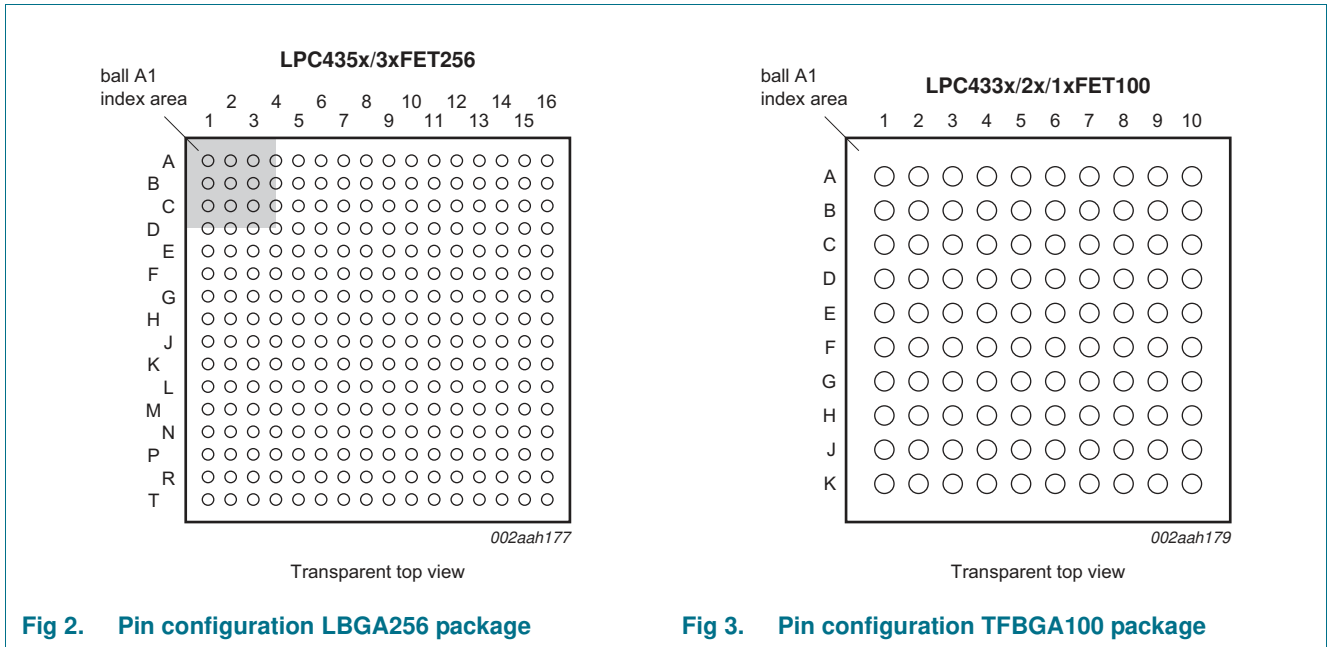 LPC435x/3xFET256
ball A1
index area
2 4 6 8 10 12 14 16
1 3 5 7 9 11 13 15
A
B
C
D
E
F
G
H
J
K
L
M
N
P
R
T
002aah177
Transparent top view
Fig 2. Pin configuration LBGA256 package
LPC433x/2x/1xFET100
ball A1
index area
1 2 3 4 5 6 7 8 9 10
A
B
C
D
E
F
G
H
J
K
002aah179
Transparent top view
Fig 3. Pin configuration TFBGA100 package